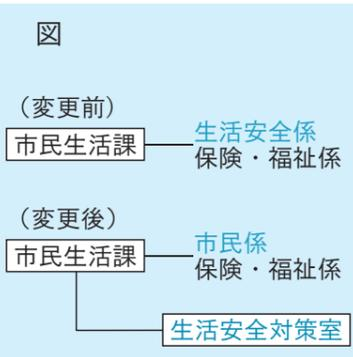 図
（変更前）
市民生活課 生活安全係
保険・福祉係
（変更後）
市民生活課 市民係
保険・福祉係
生活安全対策室